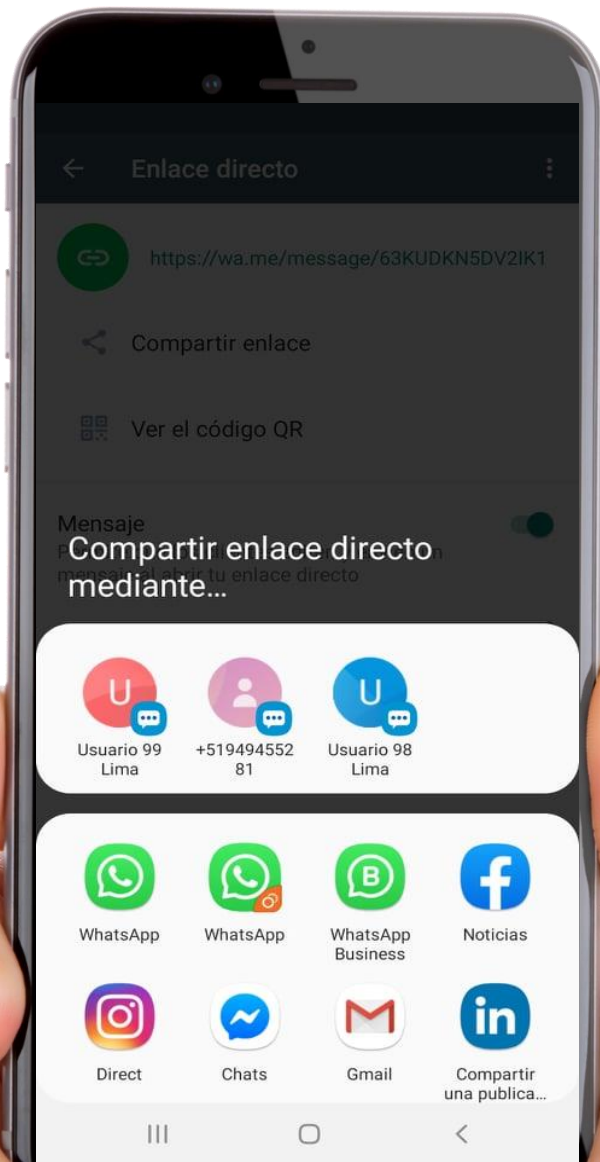 Enlace directo
https://wa.me/message/63KUDKN5DV2IK1
Compartir enlace
Ver el código QR
Mensaje
Compartir enlace directo
mensaje al abrir tu enlace directo
mediante...
U
U
Usuario 99
Lima
+519494552
81
Usuario 98
Lima
B
f
WhatsApp
WhatsApp
WhatsApp
Business
Noticias
in
Direct
Chats
Gmail
Compartir
una publica...